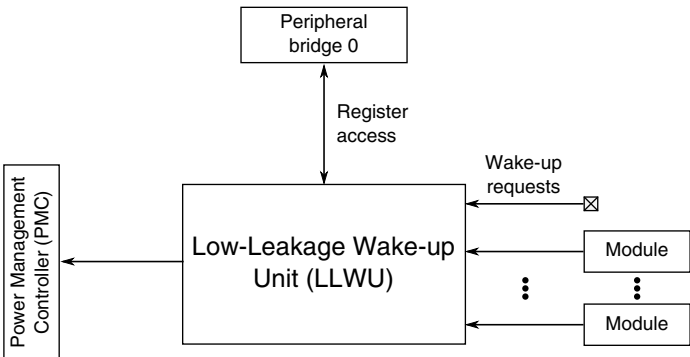 Peripheral
bridge 0
Register
access
Wake-up
requests
Power Management
Controller (PMC)
Low-Leakage Wake-up
Unit (LLWU)
Module
Module